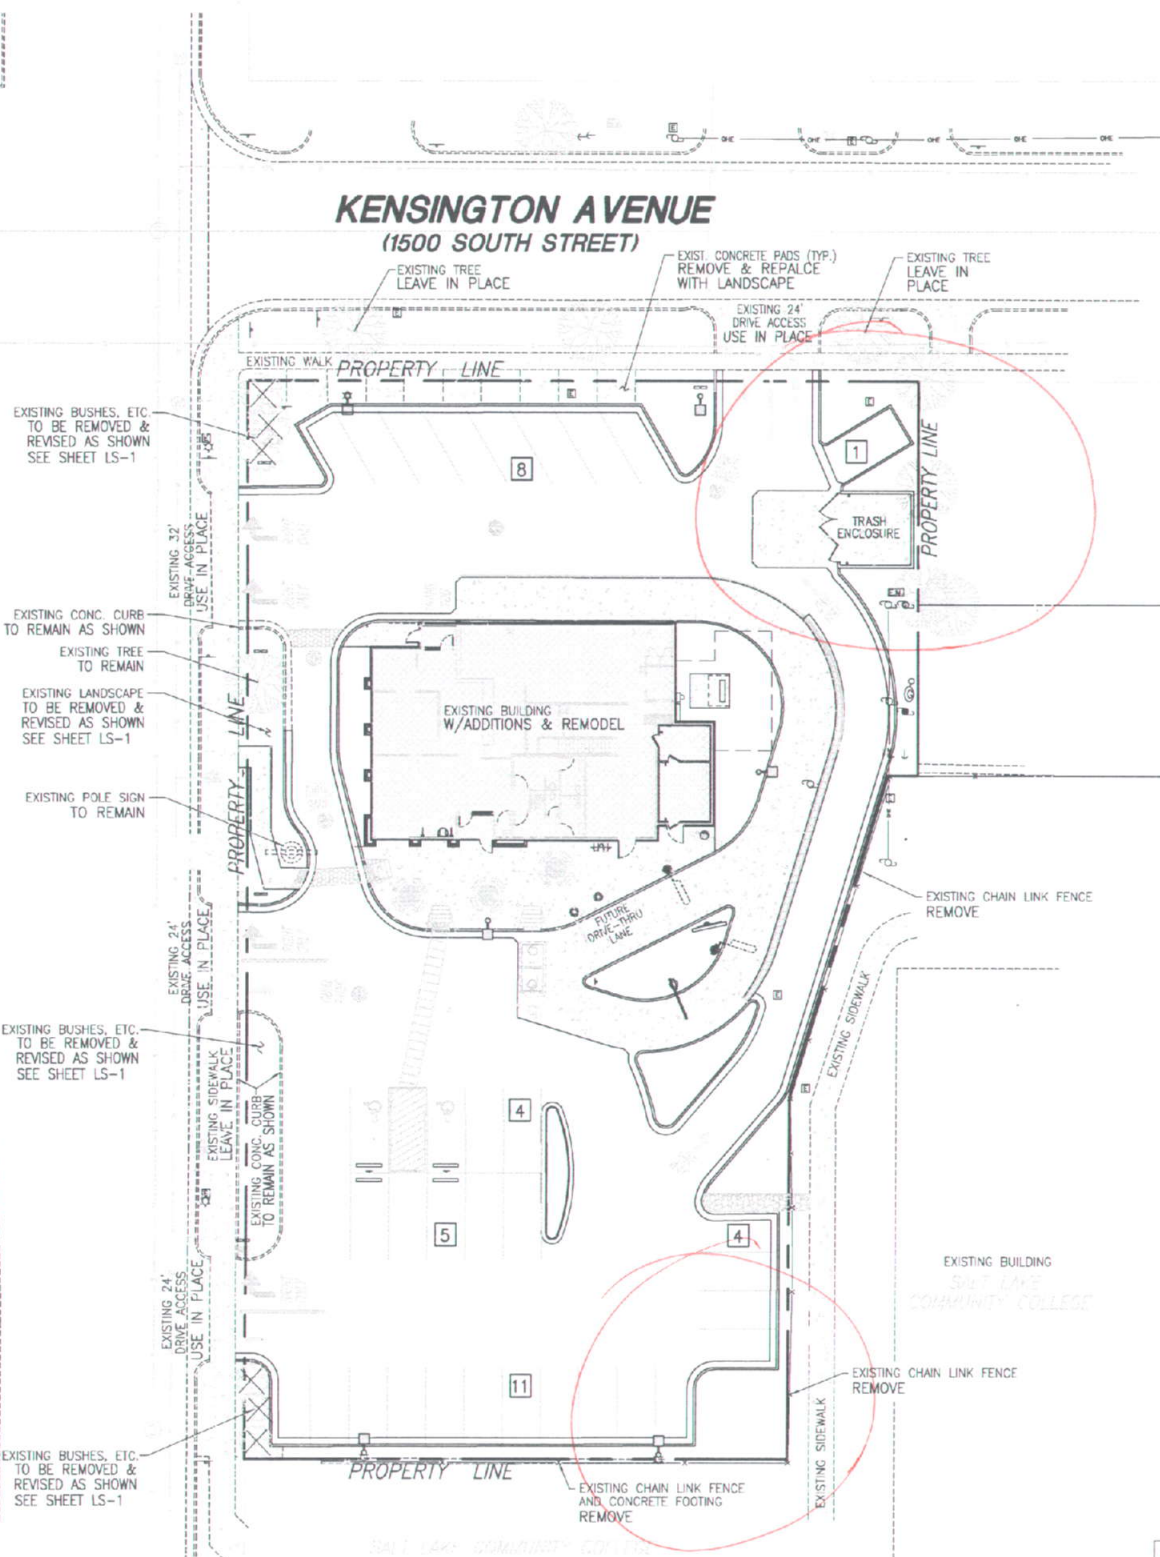 KENSINGTON AVENUE
(1500 SOUTH STREET)
EXISTING TREE
LEAVE IN PLACE
EXIST. CONCRETE PADS (TYP.)
REMOVE & REPALCE
WITH LANDSCAPE
EXISTING TREE
LEAVE IN
PLACE
EXISTING 24'
DRIVE ACCESS
USE IN PLACE
EXISTING WALK
PROPERTY LINE
EXISTING BUSHES, ETC.
TO BE REMOVED &
REVISED AS SHOWN
SEE SHEET LS-1
8
1
PROPERTY LINE
TRASH
ENCLOSURE
EXISTING 32'
DRIVE ACCESS
USE IN PLACE
EXISTING CONC. CURB
TO REMAIN AS SHOWN
EXISTING TREE
TO REMAIN
EXISTING LANDSCAPE
TO BE REMOVED &
REVISED AS SHOWN
SEE SHEET LS-1
PROPERTY LINE
EXISTING BUILDING
W/ADDITIONS & REMODEL
EXISTING POLE SIGN
TO REMAIN
EXISTING CHAIN LINK FENCE
REMOVE
FUTURE
DRIVE-THRU
LANE
EXISTING 24'
DRIVE ACCESS
USE IN PLACE
EXISTING SIDEWALK
EXISTING BUSHES, ETC.
TO BE REMOVED &
REVISED AS SHOWN
SEE SHEET LS-1
EXISTING SIDEWALK
LEAVE IN PLACE
EXISTING CONC. CURB
TO REMAIN AS SHOWN
4
5
4
EXISTING BUILDING
SALT LAKE
COMMUNITY COLLEGE
EXISTING 24'
DRIVE ACCESS
USE IN PLACE
11
EXISTING CHAIN LINK FENCE
REMOVE
EXISTING SIDEWALK
EXISTING BUSHES, ETC.
TO BE REMOVED &
REVISED AS SHOWN
SEE SHEET LS-1
PROPERTY LINE
EXISTING CHAIN LINK FENCE
AND CONCRETE FOOTING
REMOVE
SALT LAKE COMMUNITY COLLEGE